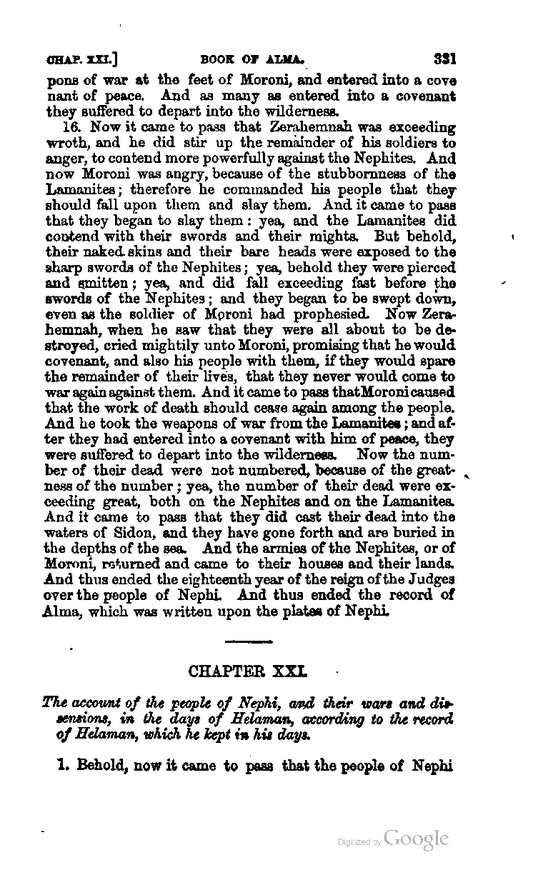 CHAP. XXI.] BOOK OF ALMA. 331
pons of war at the feet of Moroni, and entered into a cove
nant of peace. And as many as entered into a covenant
they suffered to depart into the wilderness.
16. Now it came to pass that Zerahemnah was exceeding
wroth, and he did stir up the remainder of his soldiers to
anger, to contend more powerfully against the Nephites. And
now Moroni was angry, because of the stubbornness of the
Lamanites; therefore he commanded his people that they
should fall upon them and slay them. And it came to pass
that they began to slay them: yea, and the Lamanites did
contend with their swords and their mights. But behold,
their naked skins and their bare heads were exposed to the
sharp swords of the Nephites; yea, behold they were pierced
and smitten; yea, and did fall exceeding fast before the
swords of the Nephites; and they began to be swept down,
even as the soldier of Moroni had prophesied. Now Zera-
hemnah, when he saw that they were all about to be de-
stroyed, cried mightily unto Moroni, promising that he would
covenant, and also his people with them, if they would spare
the remainder of their lives, that they never would come to
war again against them. And it came to pass that Moroni caused
that the work of death should cease again among the people.
And he took the weapons of war from the Lamanites; and af-
ter they had entered into a covenant with him of peace, they
were suffered to depart into the wilderness. Now the num-
ber of their dead were not numbered, because of the great-
ness of the number; yea, the number of their dead were ex-
ceeding great, both on the Nephites and on the Lamanites.
And it came to pass that they did cast their dead into the
waters of Sidon, and they have gone forth and are buried in
the depths of the sea. And the armies of the Nephites, or of
Moroni, returned and came to their houses and their lands.
And thus ended the eighteenth year of the reign of the Judges
over the people of Nephi. And thus ended the record of
Alma, which was written upon the plates of Nephi.
CHAPTER XXI.
The account of the people of Nephi, and their wars and dis-
sensions, in the days of Helaman, according to the record
of Helaman, which he kept in his days.
1. Behold, now it came to pass that the people of Nephi
Digitized by Google